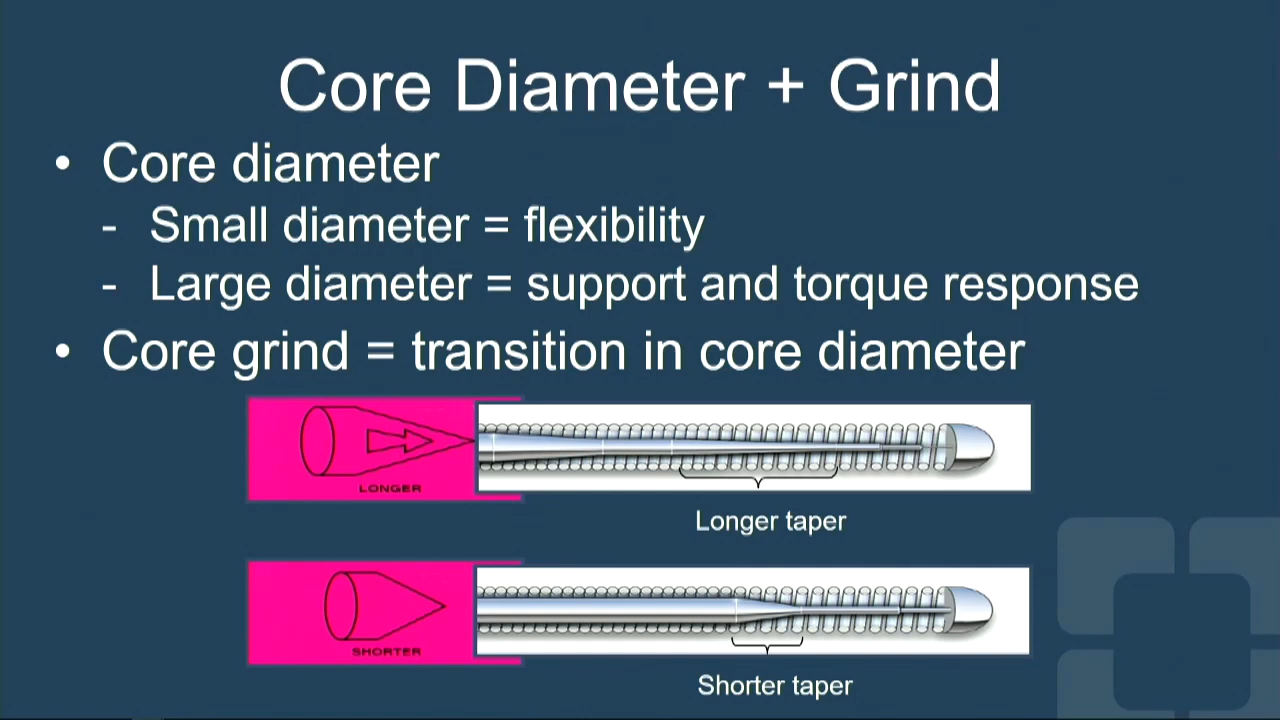 Core Diameter + Grind
• Core diameter
- Small diameter = flexibility
- Large diameter = support and torque response
• Core grind = transition in core diameter
LONGER
Longer taper
SHORTER
Shorter taper